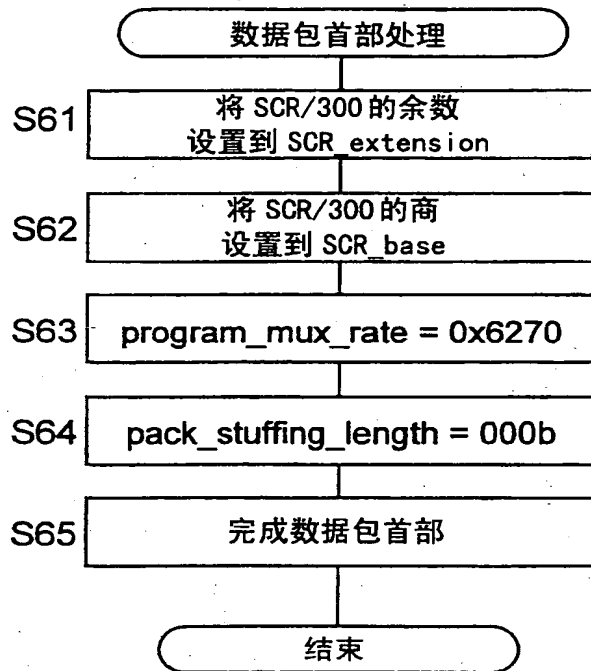 数据包首部处理
S61
将 SCR/300 的余数
设置到 SCR_extension
S62
将 SCR/300 的商
设置到 SCR_base
S63
program_mux_rate = 0x6270
S64
pack_stuffing_length = 000b
S65
完成数据包首部
结束